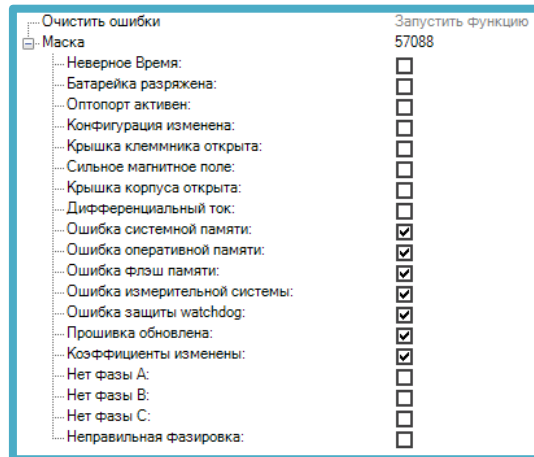 Очистить ошибки Запустить функцию
Маска 57088
Неверное Время:
Батарейка разряжена:
Оптопорт активен:
Конфигурация изменена:
Крышка клеммника открыта:
Сильное магнитное поле:
Крышка корпуса открыта:
Дифференциальный ток:
Ошибка системной памяти:
Ошибка оперативной памяти:
Ошибка флэш памяти:
Ошибка измерительной системы:
Ошибка защиты watchdog:
Прошивка обновлена:
Коэффициенты изменены:
Нет фазы A:
Нет фазы B:
Нет фазы C:
Неправильная фазировка: